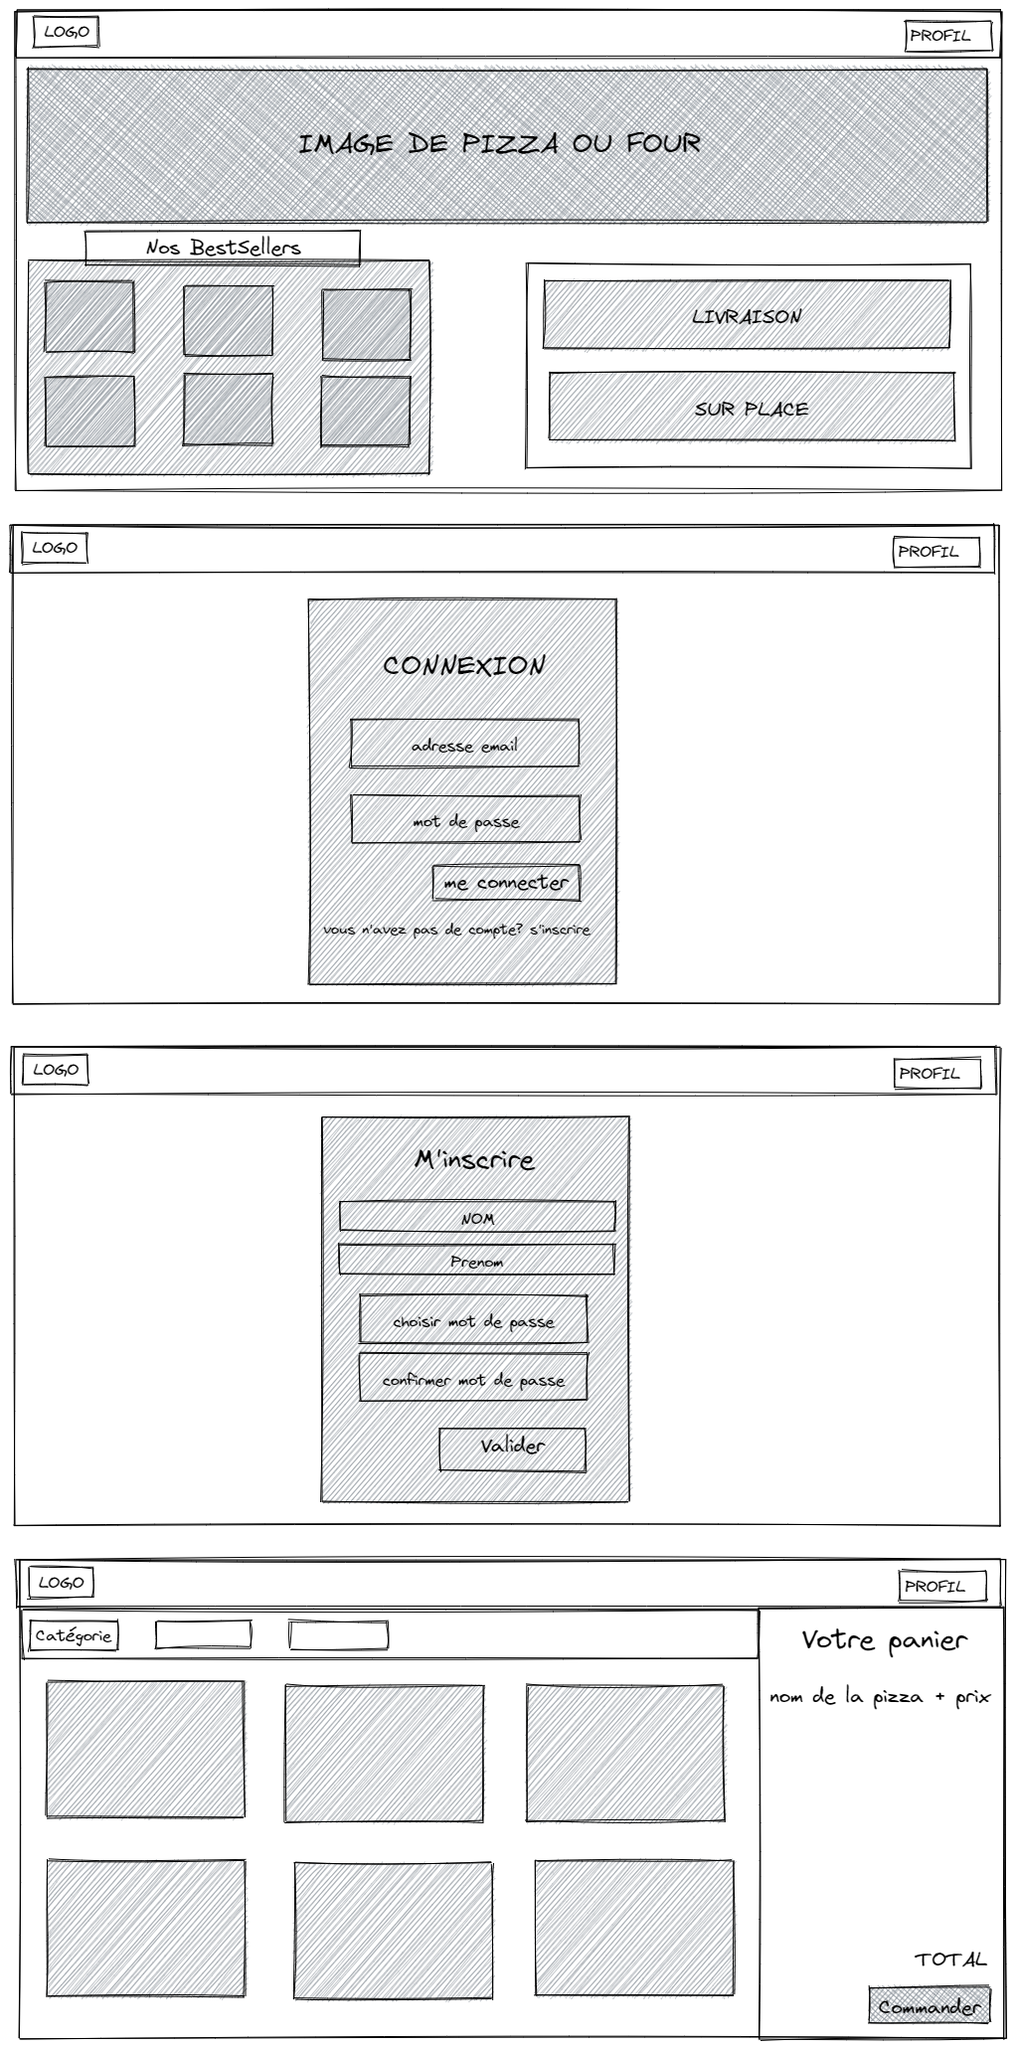 LOGO
PROFIL
IMAGE DE PIZZA OU FOUR
Nos BestSellers
LIVRAISON
SUR PLACE
LOGO
PROFIL
CONNEXION
adresse email
mot de passe
me connecter
vous n'avez pas de compte? s'inscrire
LOGO
PROFIL
M'inscrire
NOM
Prenom
choisir mot de passe
confirmer mot de passe
Valider
LOGO
PROFIL
Catégorie
Votre panier
nom de la pizza + prix
TOTAL
Commander